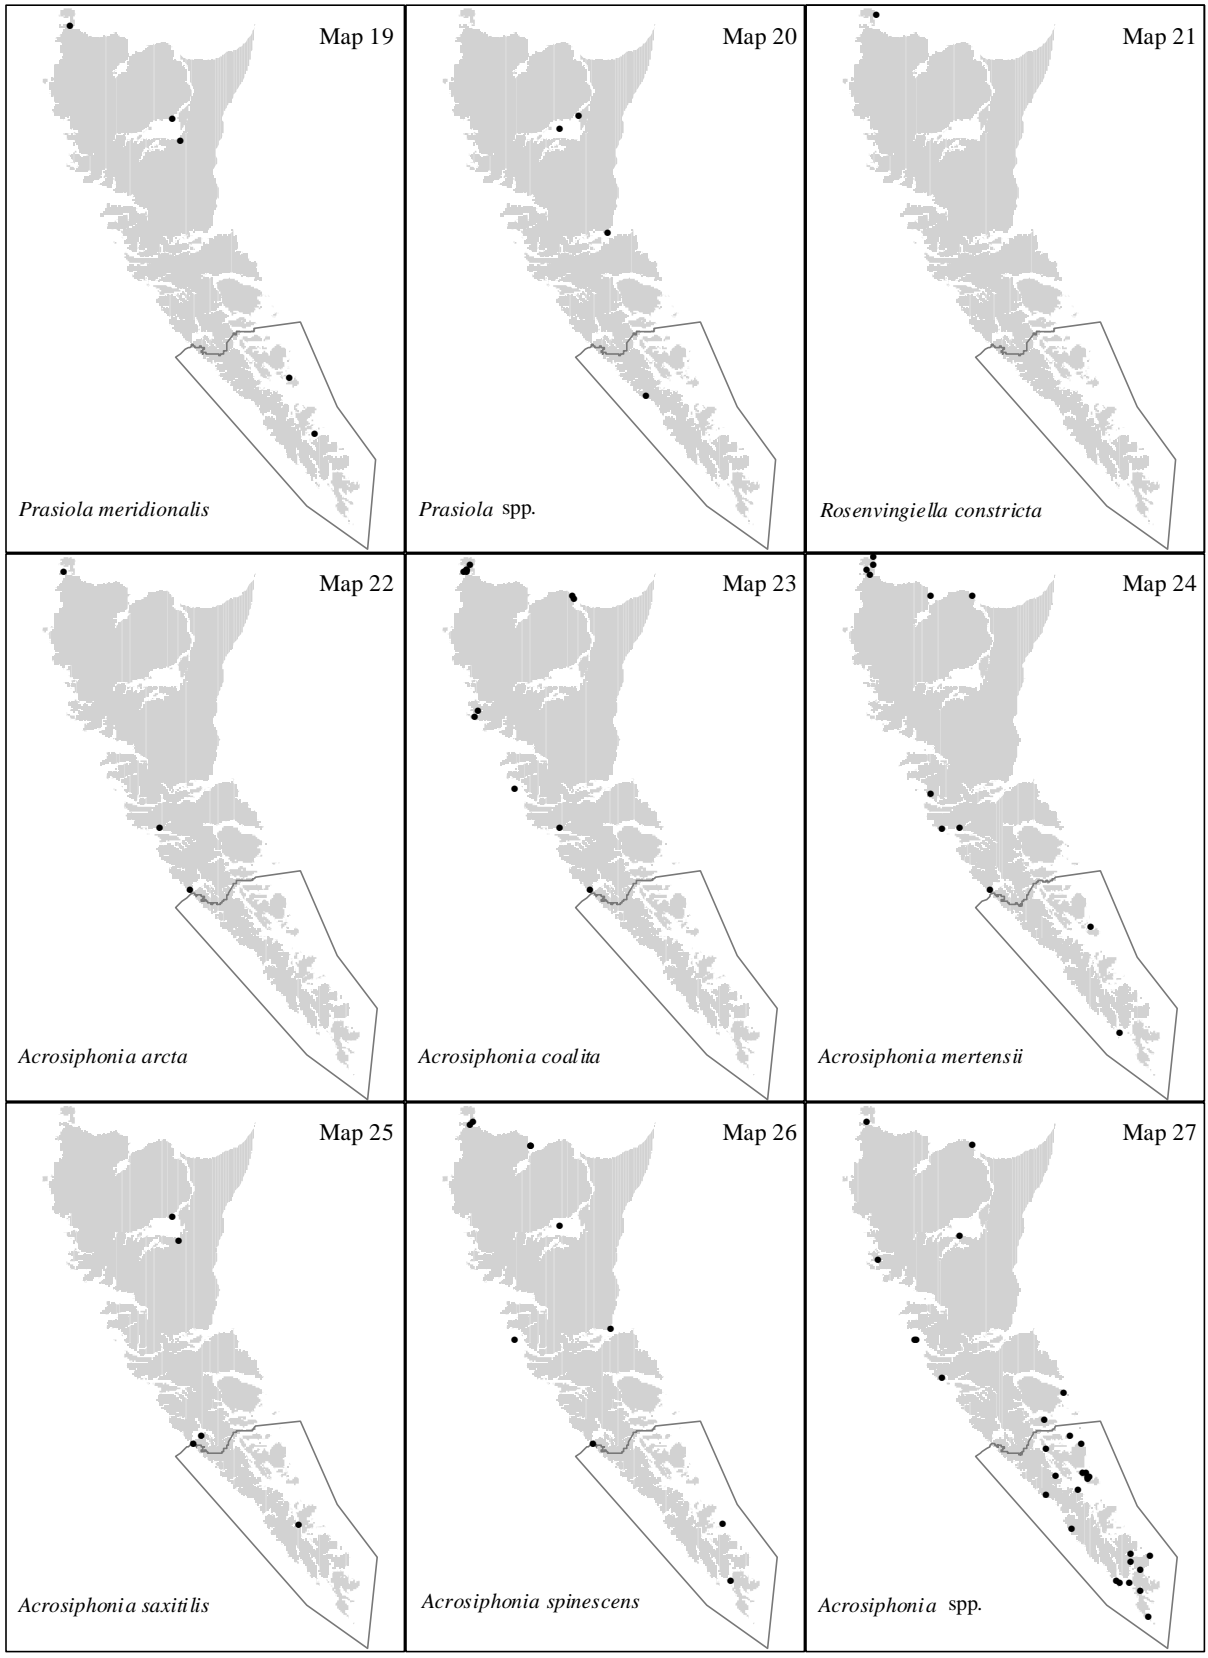 Map 19
Prasiola meridionalis
Map 20
Prasiola spp.
Map 21
Rosenvingiella constricta
Map 22
Acrosiphonia arcta
Map 23
Acrosiphonia coalita
Map 24
Acrosiphonia mertensii
Map 25
Acrosiphonia saxitilis
Map 26
Acrosiphonia spinescens
Map 27
Acrosiphonia spp.